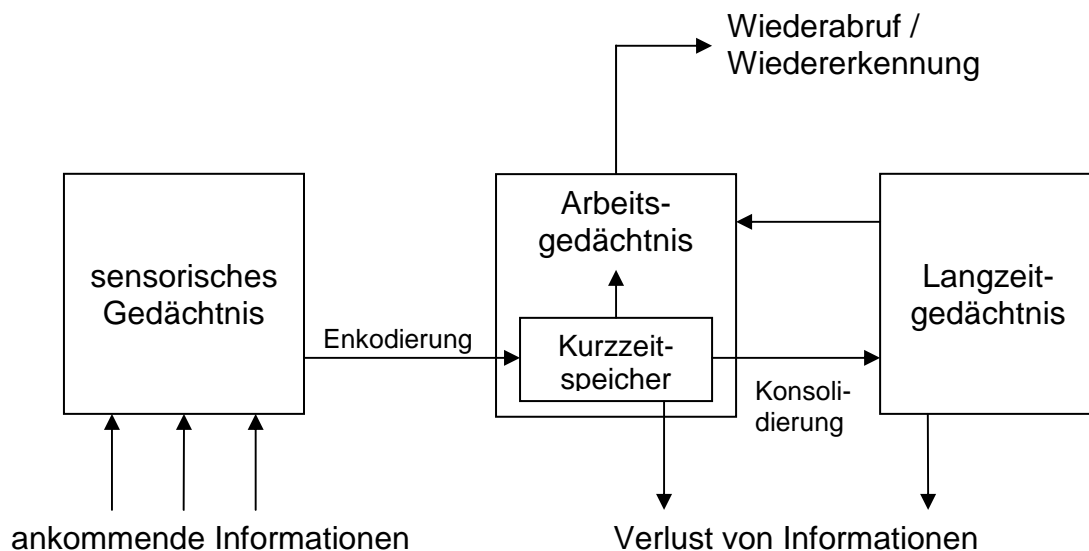 Wiederabruf /
Wiedererkennung
Arbeits-
gedächtnis
sensorisches
Gedächtnis
Langzeit-
gedächtnis
Enkodierung
Kurzzeit-
speicher
Konsoli-
dierung
ankommende Informationen
Verlust von Informationen